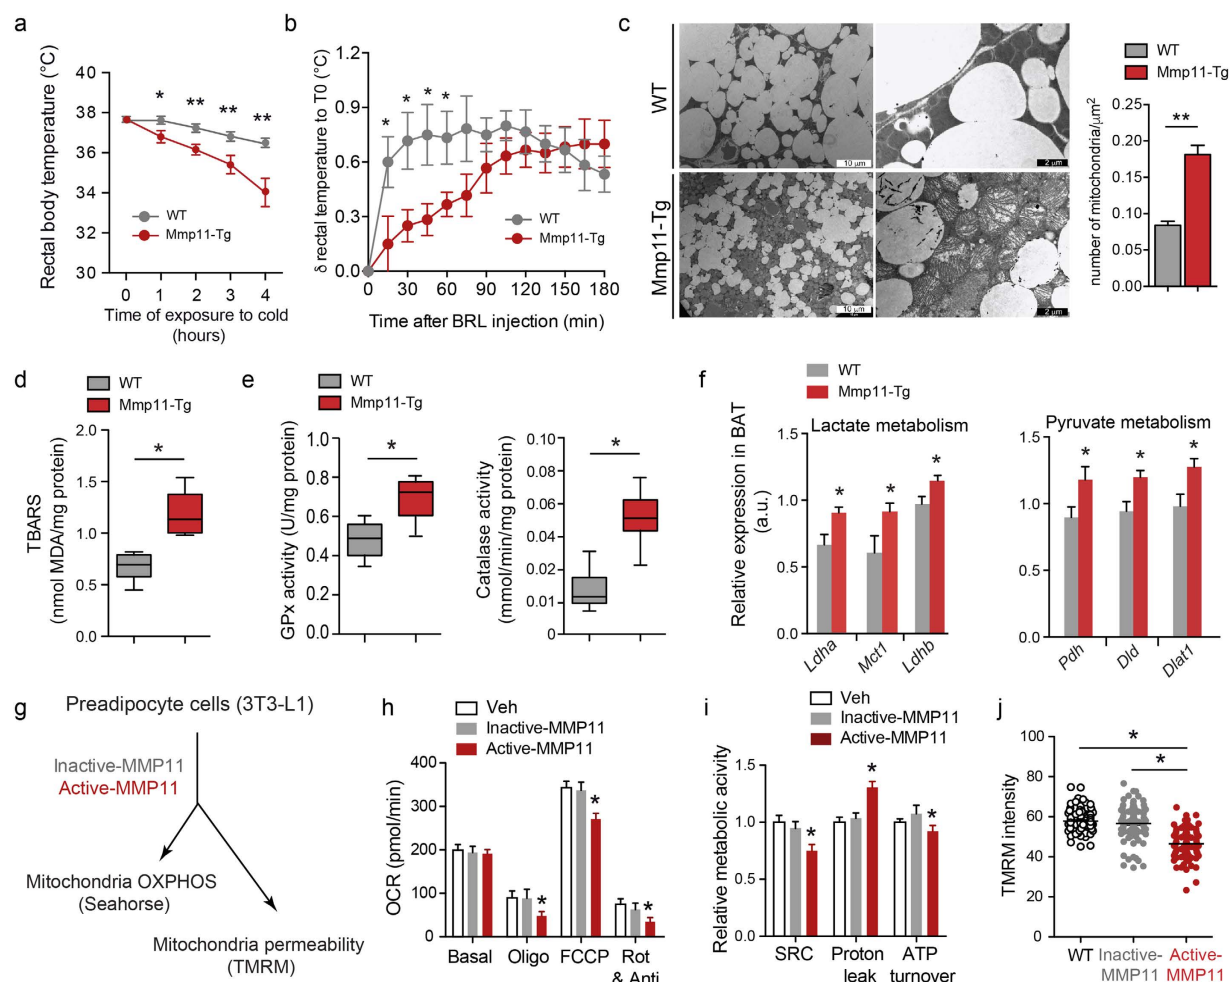 a
Rectal body temperature (°C)
40
38
36
34
32
30
*
**
**
**
WT
Mmp11-Tg
0
1
2
3
4
Time of exposure to cold
(hours)
b
δ rectal temperature to T0 (°C)
1.2
0.9
0.6
0.3
0.0
*
*
*
*
WT
Mmp11-Tg
0
30
60
90
120
150
180
Time after BRL injection (min)
c
WT
Mmp11-Tg
10 µm
2 µm
10 µm
2 µm
WT
Mmp11-Tg
number of mitochondria/µm2
0.25
0.20
0.15
0.10
0.05
0.00
**
d
WT
Mmp11-Tg
TBARS
(nmol MDA/mg protein)
2.0
1.5
1.0
0.5
0.0
*
e
WT
Mmp11-Tg
GPx activity (U/mg protein)
1.0
0.8
0.6
0.4
0.2
0.0
*
Catalase activity
(mmol/min/mg protein)
0.10
0.06
0.04
0.02
0.01
0
*
f
WT
Mmp11-Tg
Relative expression in BAT
(a.u.)
Lactate metabolism
1.5
1.0
0.5
0.0
*
*
*
Ldha
Mct1
Ldhb
Pyruvate metabolism
1.5
1.0
0.5
0.0
*
*
*
Pdh
Dld
Dlat1
g
Preadipocyte cells (3T3-L1)
Inactive-MMP11
Active-MMP11
Mitochondria OXPHOS
(Seahorse)
Mitochondria permeability
(TMRM)
h
Veh
Inactive-MMP11
Active-MMP11
OCR (pmol/min)
400
300
200
100
0
*
*
*
Basal
Oligo
FCCP
Rot
& Anti
i
Veh
Inactive-MMP11
Active-MMP11
Relative metabolic acivity
1.5
1.0
0.5
0.0
*
*
*
SRC
Proton
leak
ATP
turnover
j
TMRM intensity
100
80
60
40
20
0
*
*
WT
Inactive-
MMP11
Active-
MMP11